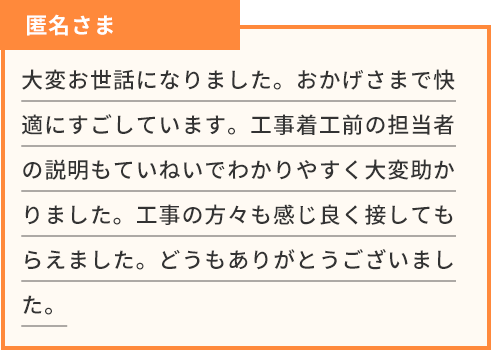 匿名さま
大変お世話になりました。おかげさまで快
適にすごしています。工事着工前の担当者
の説明もていねいでわかりやすく大変助か
りました。工事の方々も感じ良く接しても
らえました。どうもありがとうございまし
た。